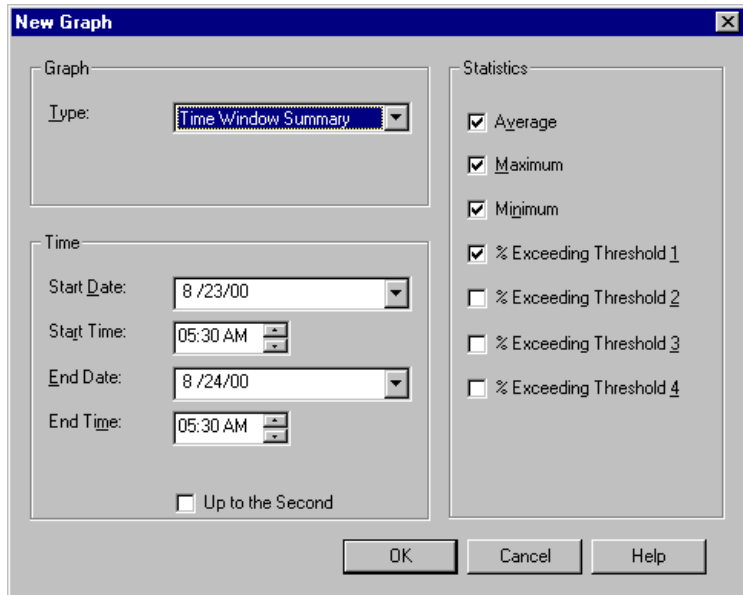 New Graph
Graph
Type:
Time Window Summary
Time
Start Date:
8 /23/00
Start Time:
05:30 AM
End Date:
8 /24/00
End Time:
05:30 AM
Up to the Second
Statistics
Average
Maximum
Minimum
% Exceeding Threshold 1
% Exceeding Threshold 2
% Exceeding Threshold 3
% Exceeding Threshold 4
OK
Cancel
Help